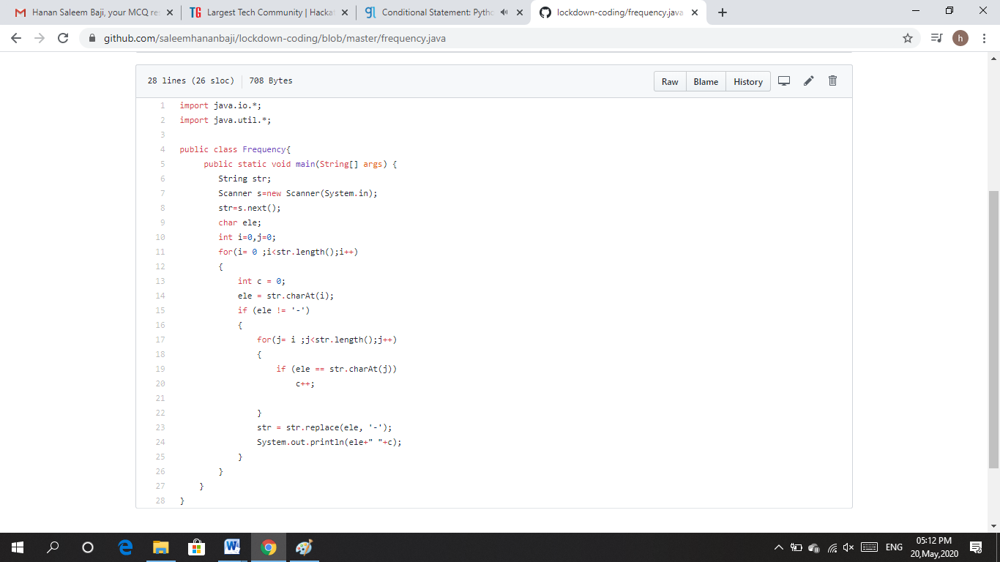 Hanan Saleem Baji, your MCQ re
Largest Tech Community | Hacka
Conditional Statement: Pytho
lockdown-coding/frequency.java
github.com/saleemhananbaji/lockdown-coding/blob/master/frequency.java
h
28 lines (26 sloc) 708 Bytes
Raw Blame History
1 import java.io.*;
2 import java.util.*;
3
4 public class Frequency{
5 public static void main(String[] args) {
6 String str;
7 Scanner s=new Scanner(System.in);
8 str=s.next();
9 char ele;
10 int i=0,j=0;
11 for(i= 0 ;i<str.length();i++)
12 {
13 int c = 0;
14 ele = str.charAt(i);
15 if (ele != '-')
16 {
17 for(j= i ;j<str.length();j++)
18 {
19 if (ele == str.charAt(j))
20 c++;
21
22 }
23 str = str.replace(ele, '-');
24 System.out.println(ele+" "+c);
25 }
26 }
27 }
28 }
ENG
05:12 PM
20,May,2020